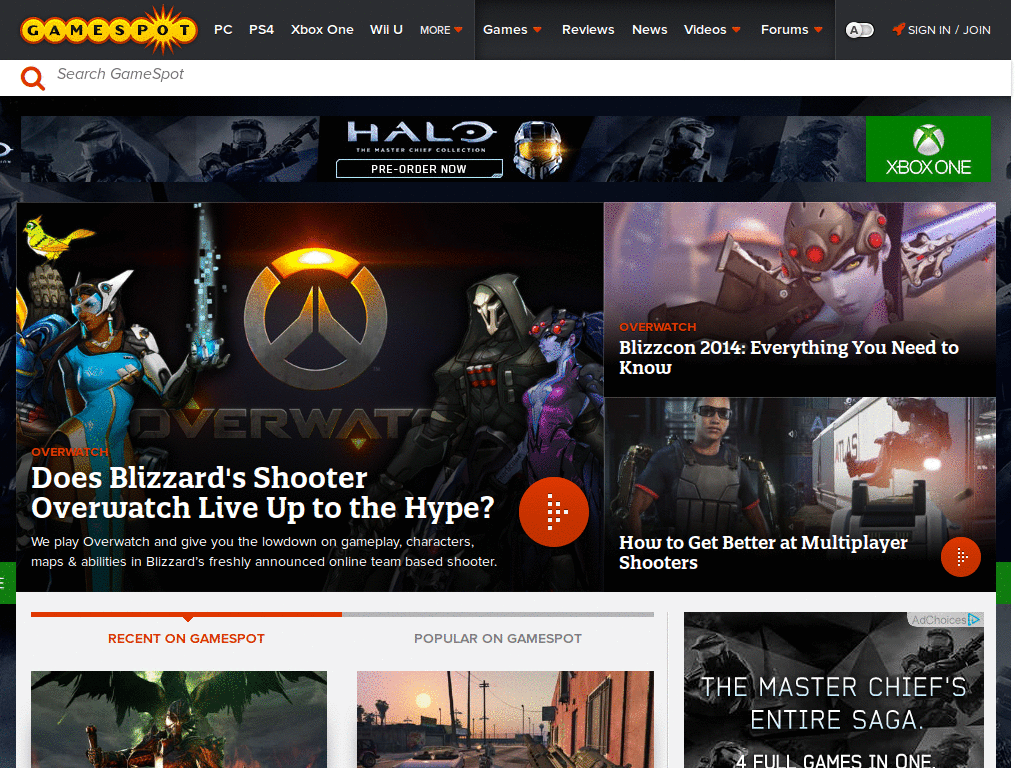 GAMESPOT
PC PS4 Xbox One Wii U MORE Games Reviews News Videos Forums A SIGN IN / JOIN
Search GameSpot
HALO
THE MASTER CHIEF COLLECTION
PRE-ORDER NOW
XBOX ONE
OVERWATCH
OVERWATCH
Does Blizzard's Shooter
Overwatch Live Up to the Hype?
We play Overwatch and give you the lowdown on gameplay, characters,
maps & abilities in Blizzard's freshly announced online team based shooter.
OVERWATCH
Blizzcon 2014: Everything You Need to
Know
ATLAS
How to Get Better at Multiplayer
Shooters
E
RECENT ON GAMESPOT
POPULAR ON GAMESPOT
AdChoices
THE MASTER CHIEF'S
ENTIRE SAGA.
4 FULL GAMES IN ONE.